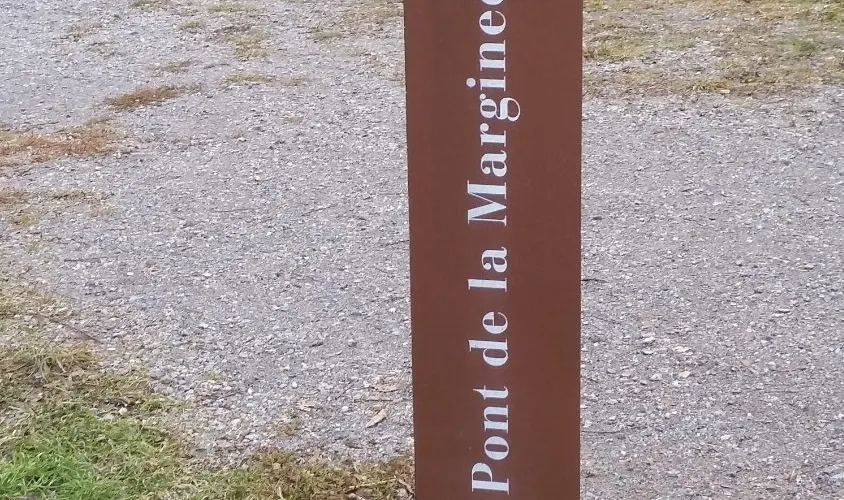 Pont de la Margine